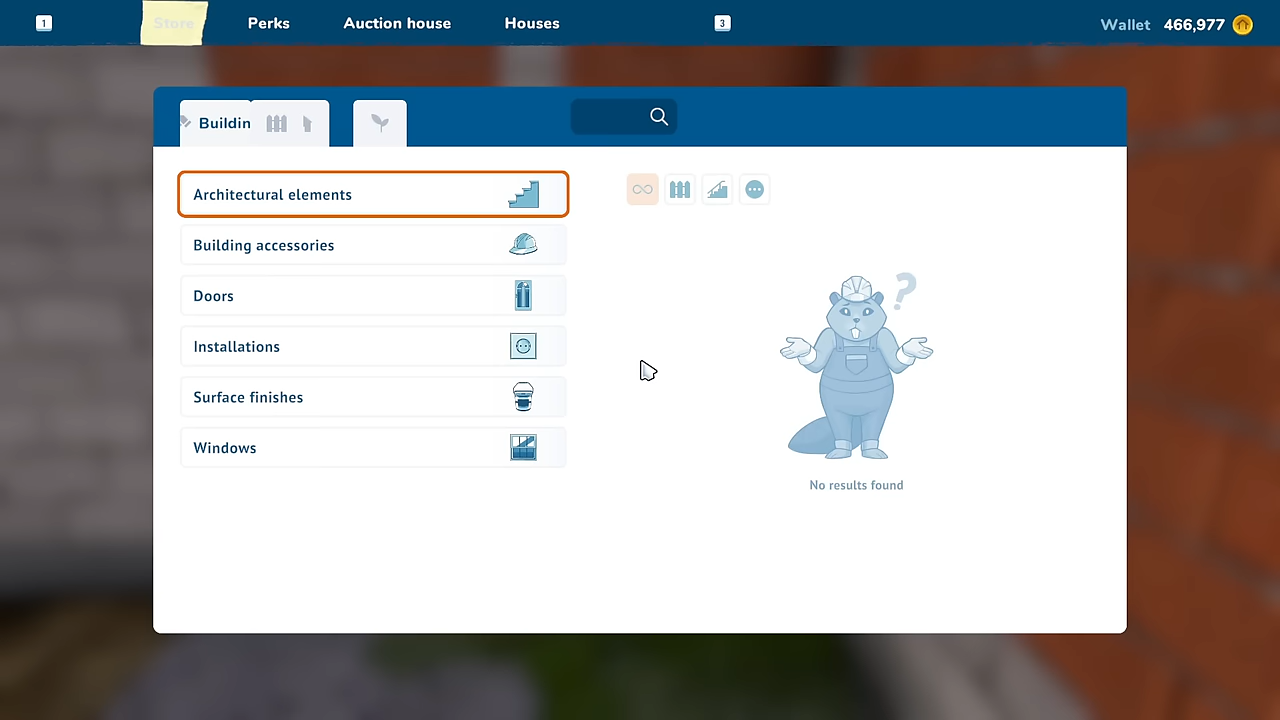 1
Store
Perks
Auction house
Houses
3
Wallet 466,977
Buildin
Architectural elements
Building accessories
Doors
Installations
Surface finishes
Windows
?
No results found